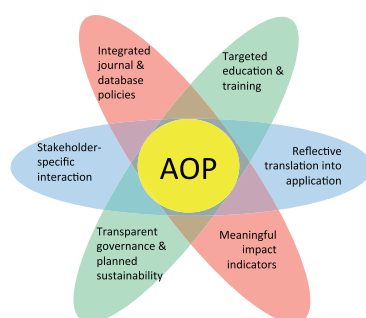 Integrated
journal &
database
policies
Targeted
education &
training
Stakeholder-
specific
interaction
AOP
Reflective
translation into
application
Transparent
governance &
planned
sustainability
Meaningful
impact
indicators